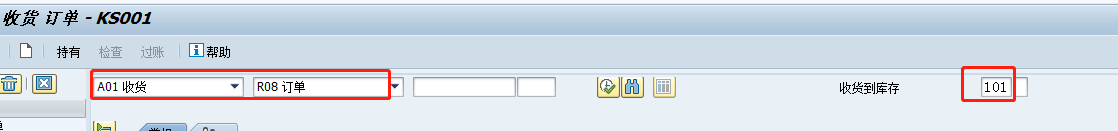 收货 订单 - KS001
持有 检查 过账 帮助
A01 收货 R08 订单 收货到库存 101